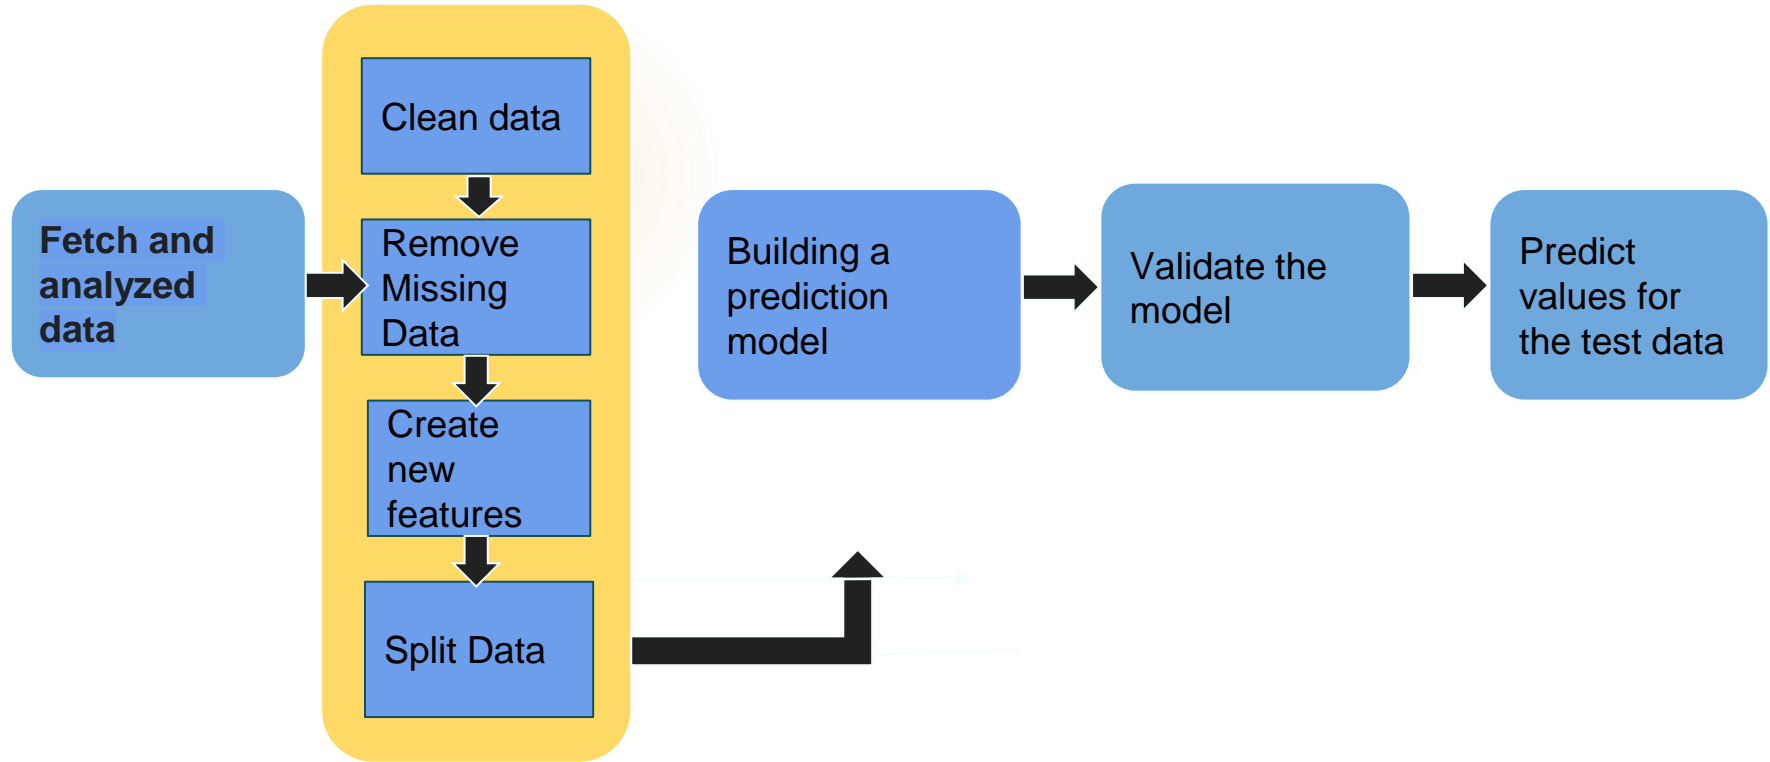 Fetch and
analyzed
data
Clean data
Remove
Missing
Data
Create
new
features
Split Data
Building a
prediction
model
Validate the
model
Predict
values for
the test data